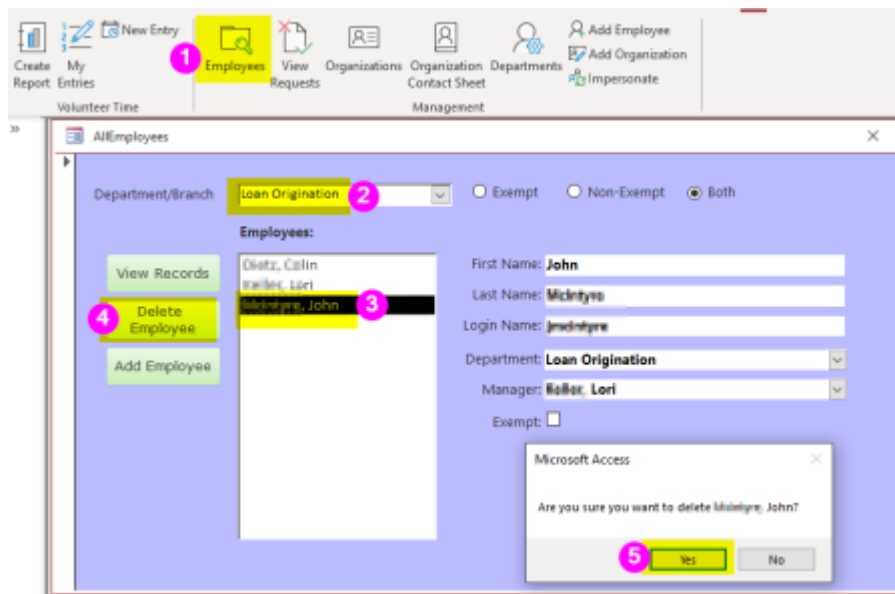 New Entry
Create Report
My Entries
Employees
View Requests
Organizations
Organization Contact Sheet
Departments
Add Employee
Add Organization
Impersonate
Volunteer Time
Management
1
»
AllEmployees
Department/Branch
Loan Origination
2
Exempt
Non-Exempt
Both
Employees:
Colin
Lori
John
3
View Records
4
Delete
Employee
Add Employee
First Name: John
Last Name:
Login Name:
Department: Loan Origination
Manager: Lori
Exempt:
Microsoft Access
Are you sure you want to delete John?
5
Yes
No